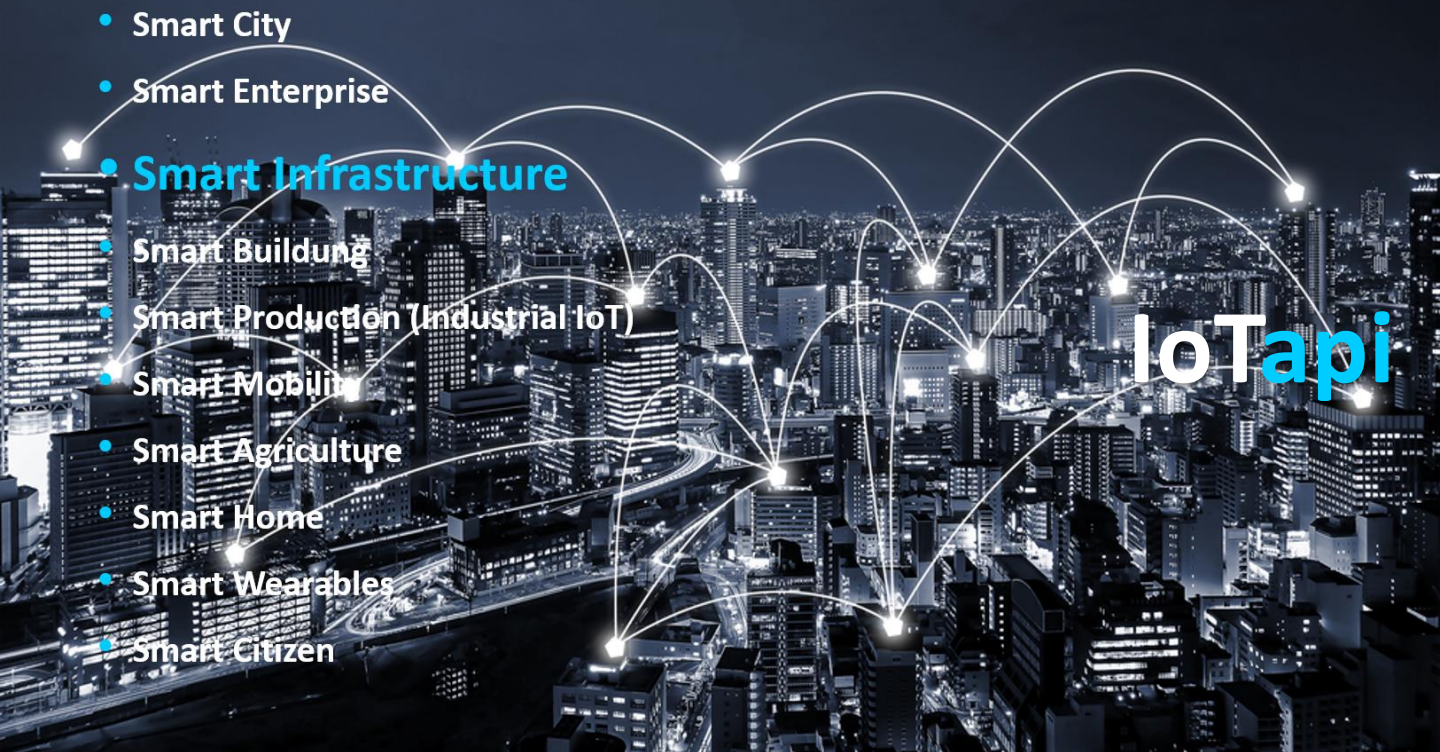 • Smart City
• Smart Enterprise
• Smart Infrastructure
• Smart Buildung
• Smart Production (Industrial IoT)
• Smart Mobility
• Smart Agriculture
• Smart Home
• Smart Wearables
• Smart Citizen
IoTapi